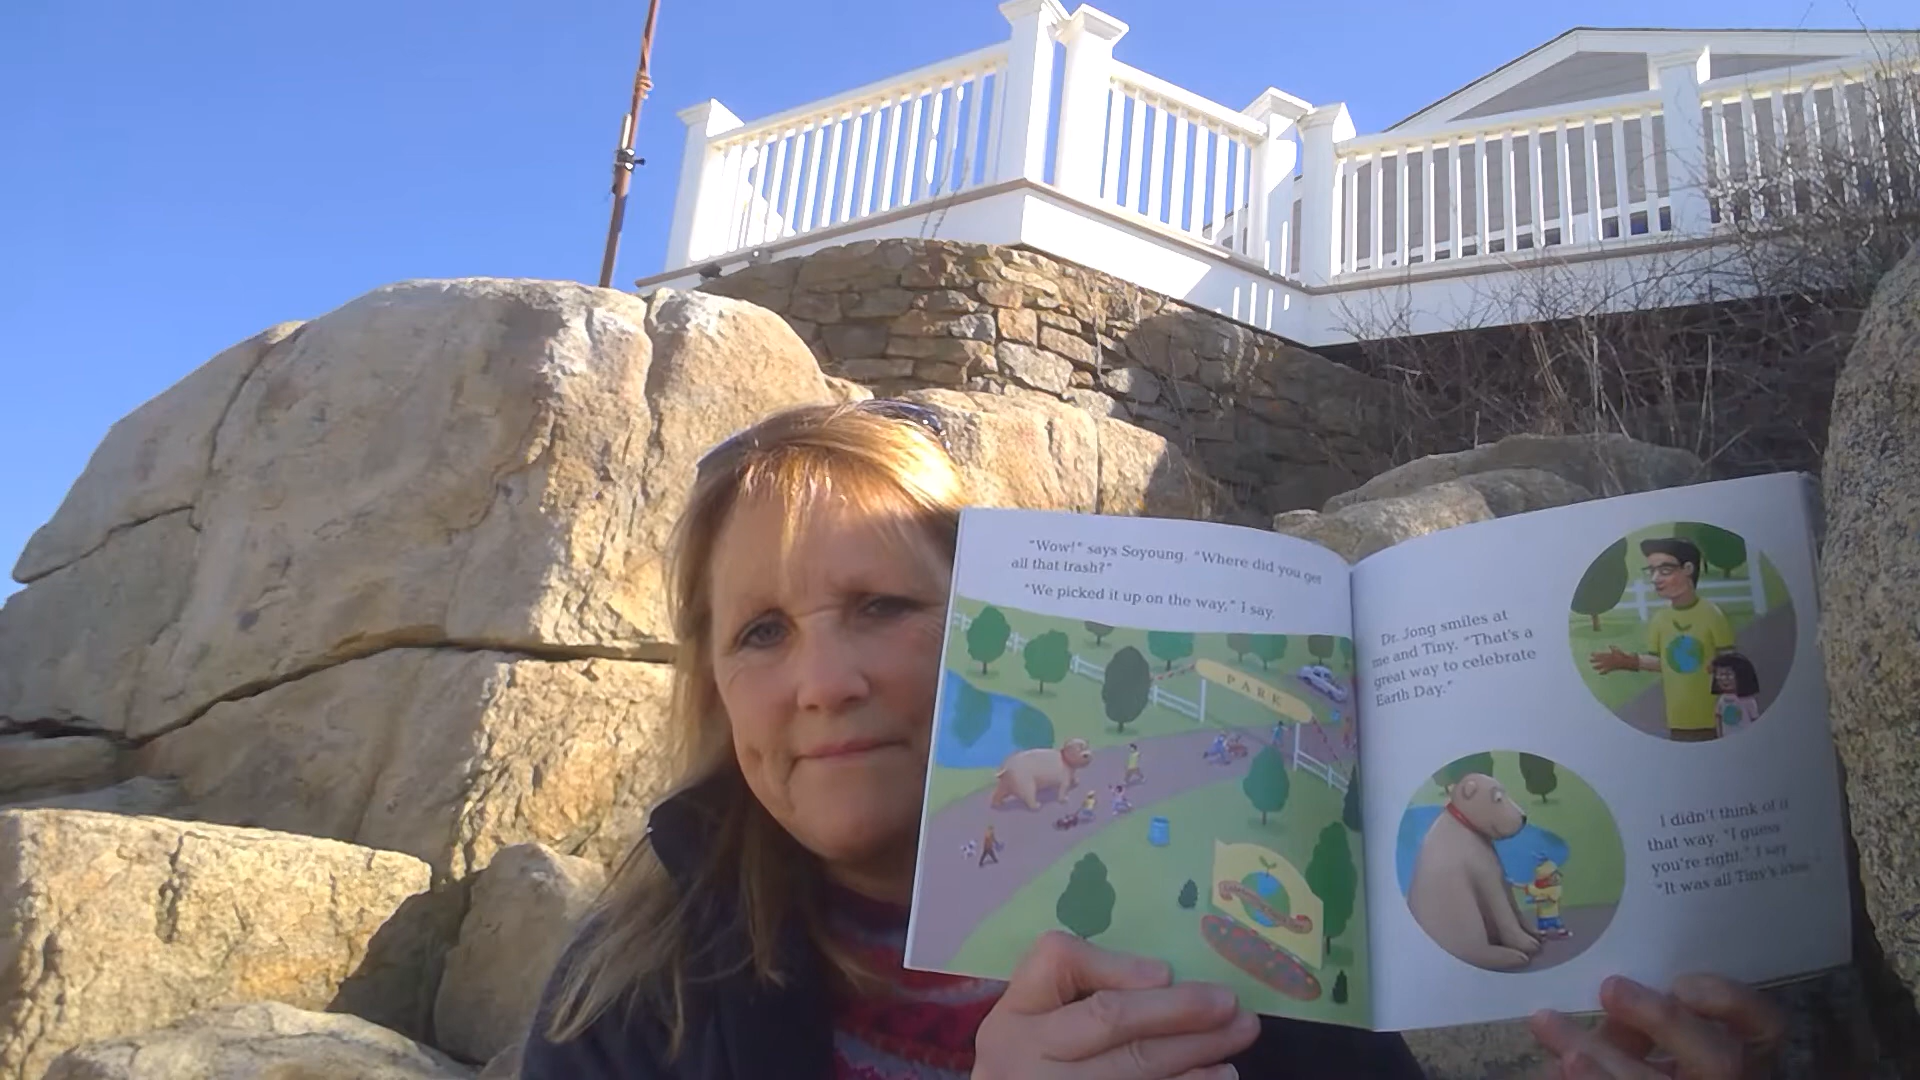 "Wow!" says Soyoung. "Where did you get
all that trash?"
"We picked it up on the way," I say.
PARK
Dr. Jong smiles at
me and Tiny. "That's a
great way to celebrate
Earth Day."
I didn't think of it
that way. "I guess
you're right," I say
"It was all Tiny's idea."